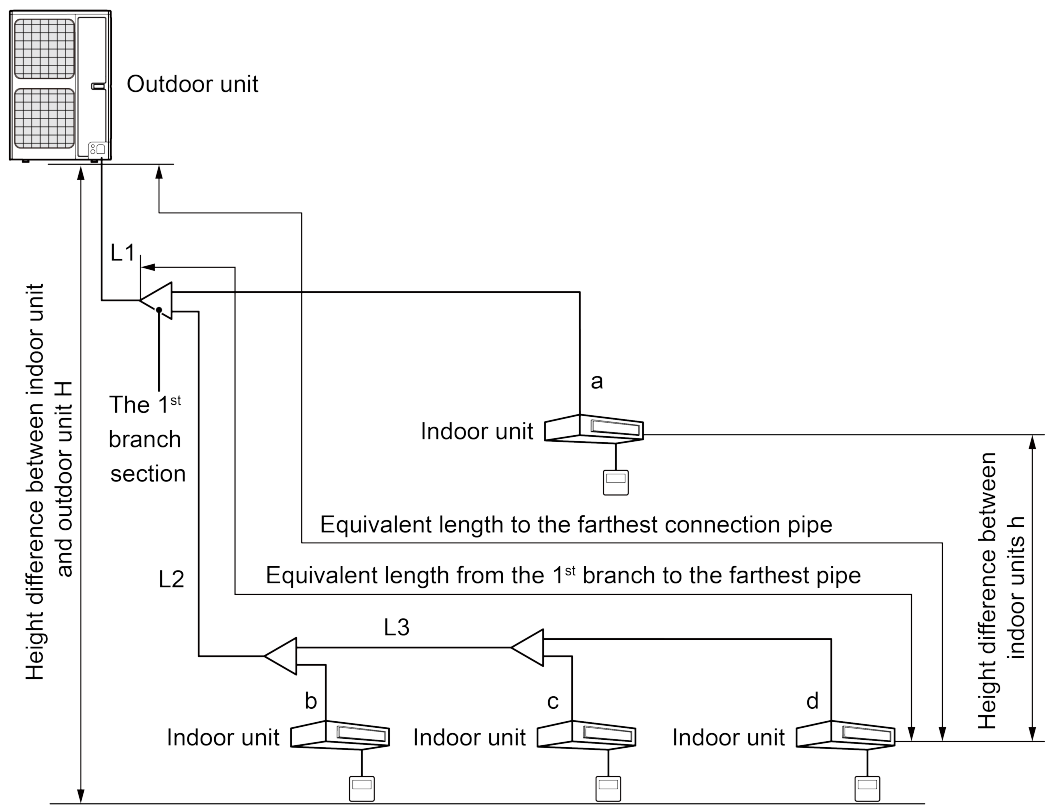 Outdoor unit
L1
The 1st
branch
section
a
Indoor unit
Height difference between indoor unit
and outdoor unit H
Height difference between
indoor units h
Equivalent length to the farthest connection pipe
Equivalent length from the 1st branch to the farthest pipe
L2
L3
b
c
d
Indoor unit
Indoor unit
Indoor unit